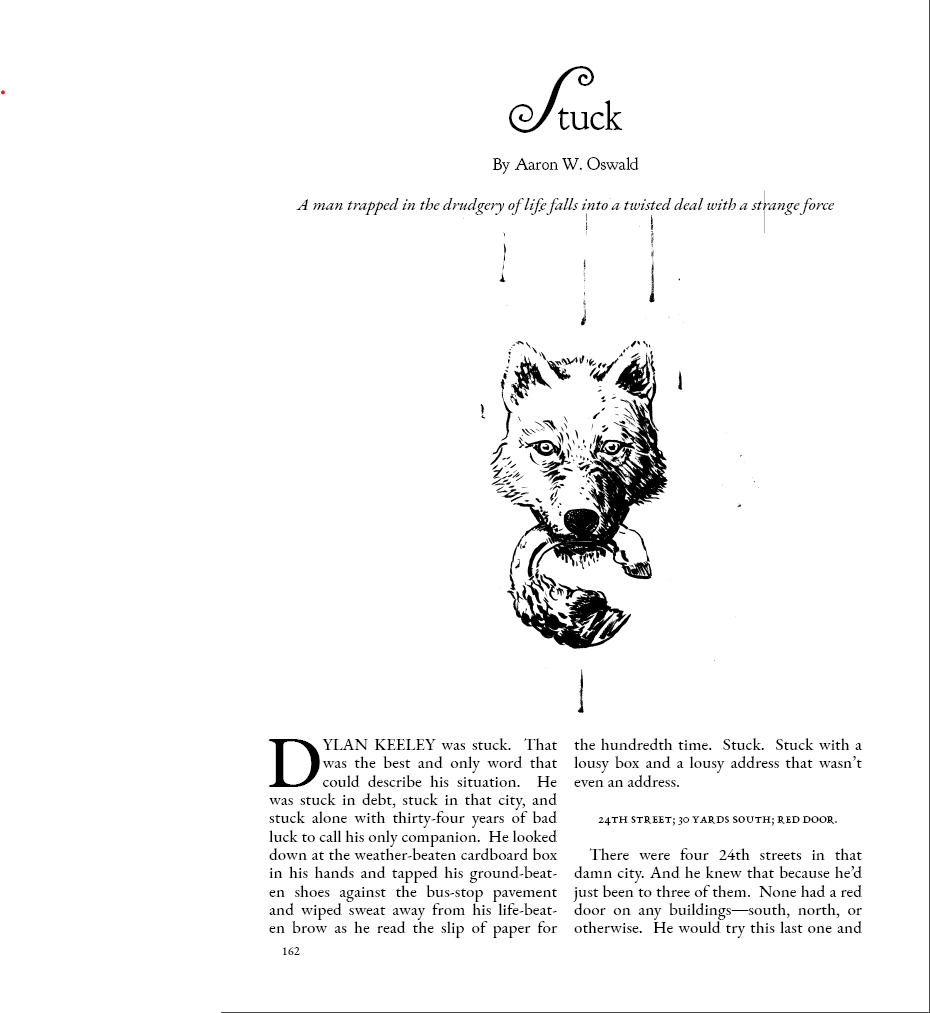 Stuck
By Aaron W. Oswald
A man trapped in the drudgery of life falls into a twisted deal with a strange force
DYLAN KEELEY was stuck.  That
was the best and only word that
could describe his situation.  He
was stuck in debt, stuck in that city, and
stuck alone with thirty-four years of bad
luck to call his only companion.  He looked
down at the weather-beaten cardboard box
in his hands and tapped his ground-beat-
en shoes against the bus-stop pavement
and wiped sweat away from his life-beat-
en brow as he read the slip of paper for
the hundredth time.  Stuck.  Stuck with a
lousy box and a lousy address that wasn't
even an address.
24TH STREET; 30 YARDS SOUTH; RED DOOR.
There were four 24th streets in that
damn city. And he knew that because he'd
just been to three of them.  None had a red
door on any buildings—south, north, or
otherwise.  He would try this last one and
162